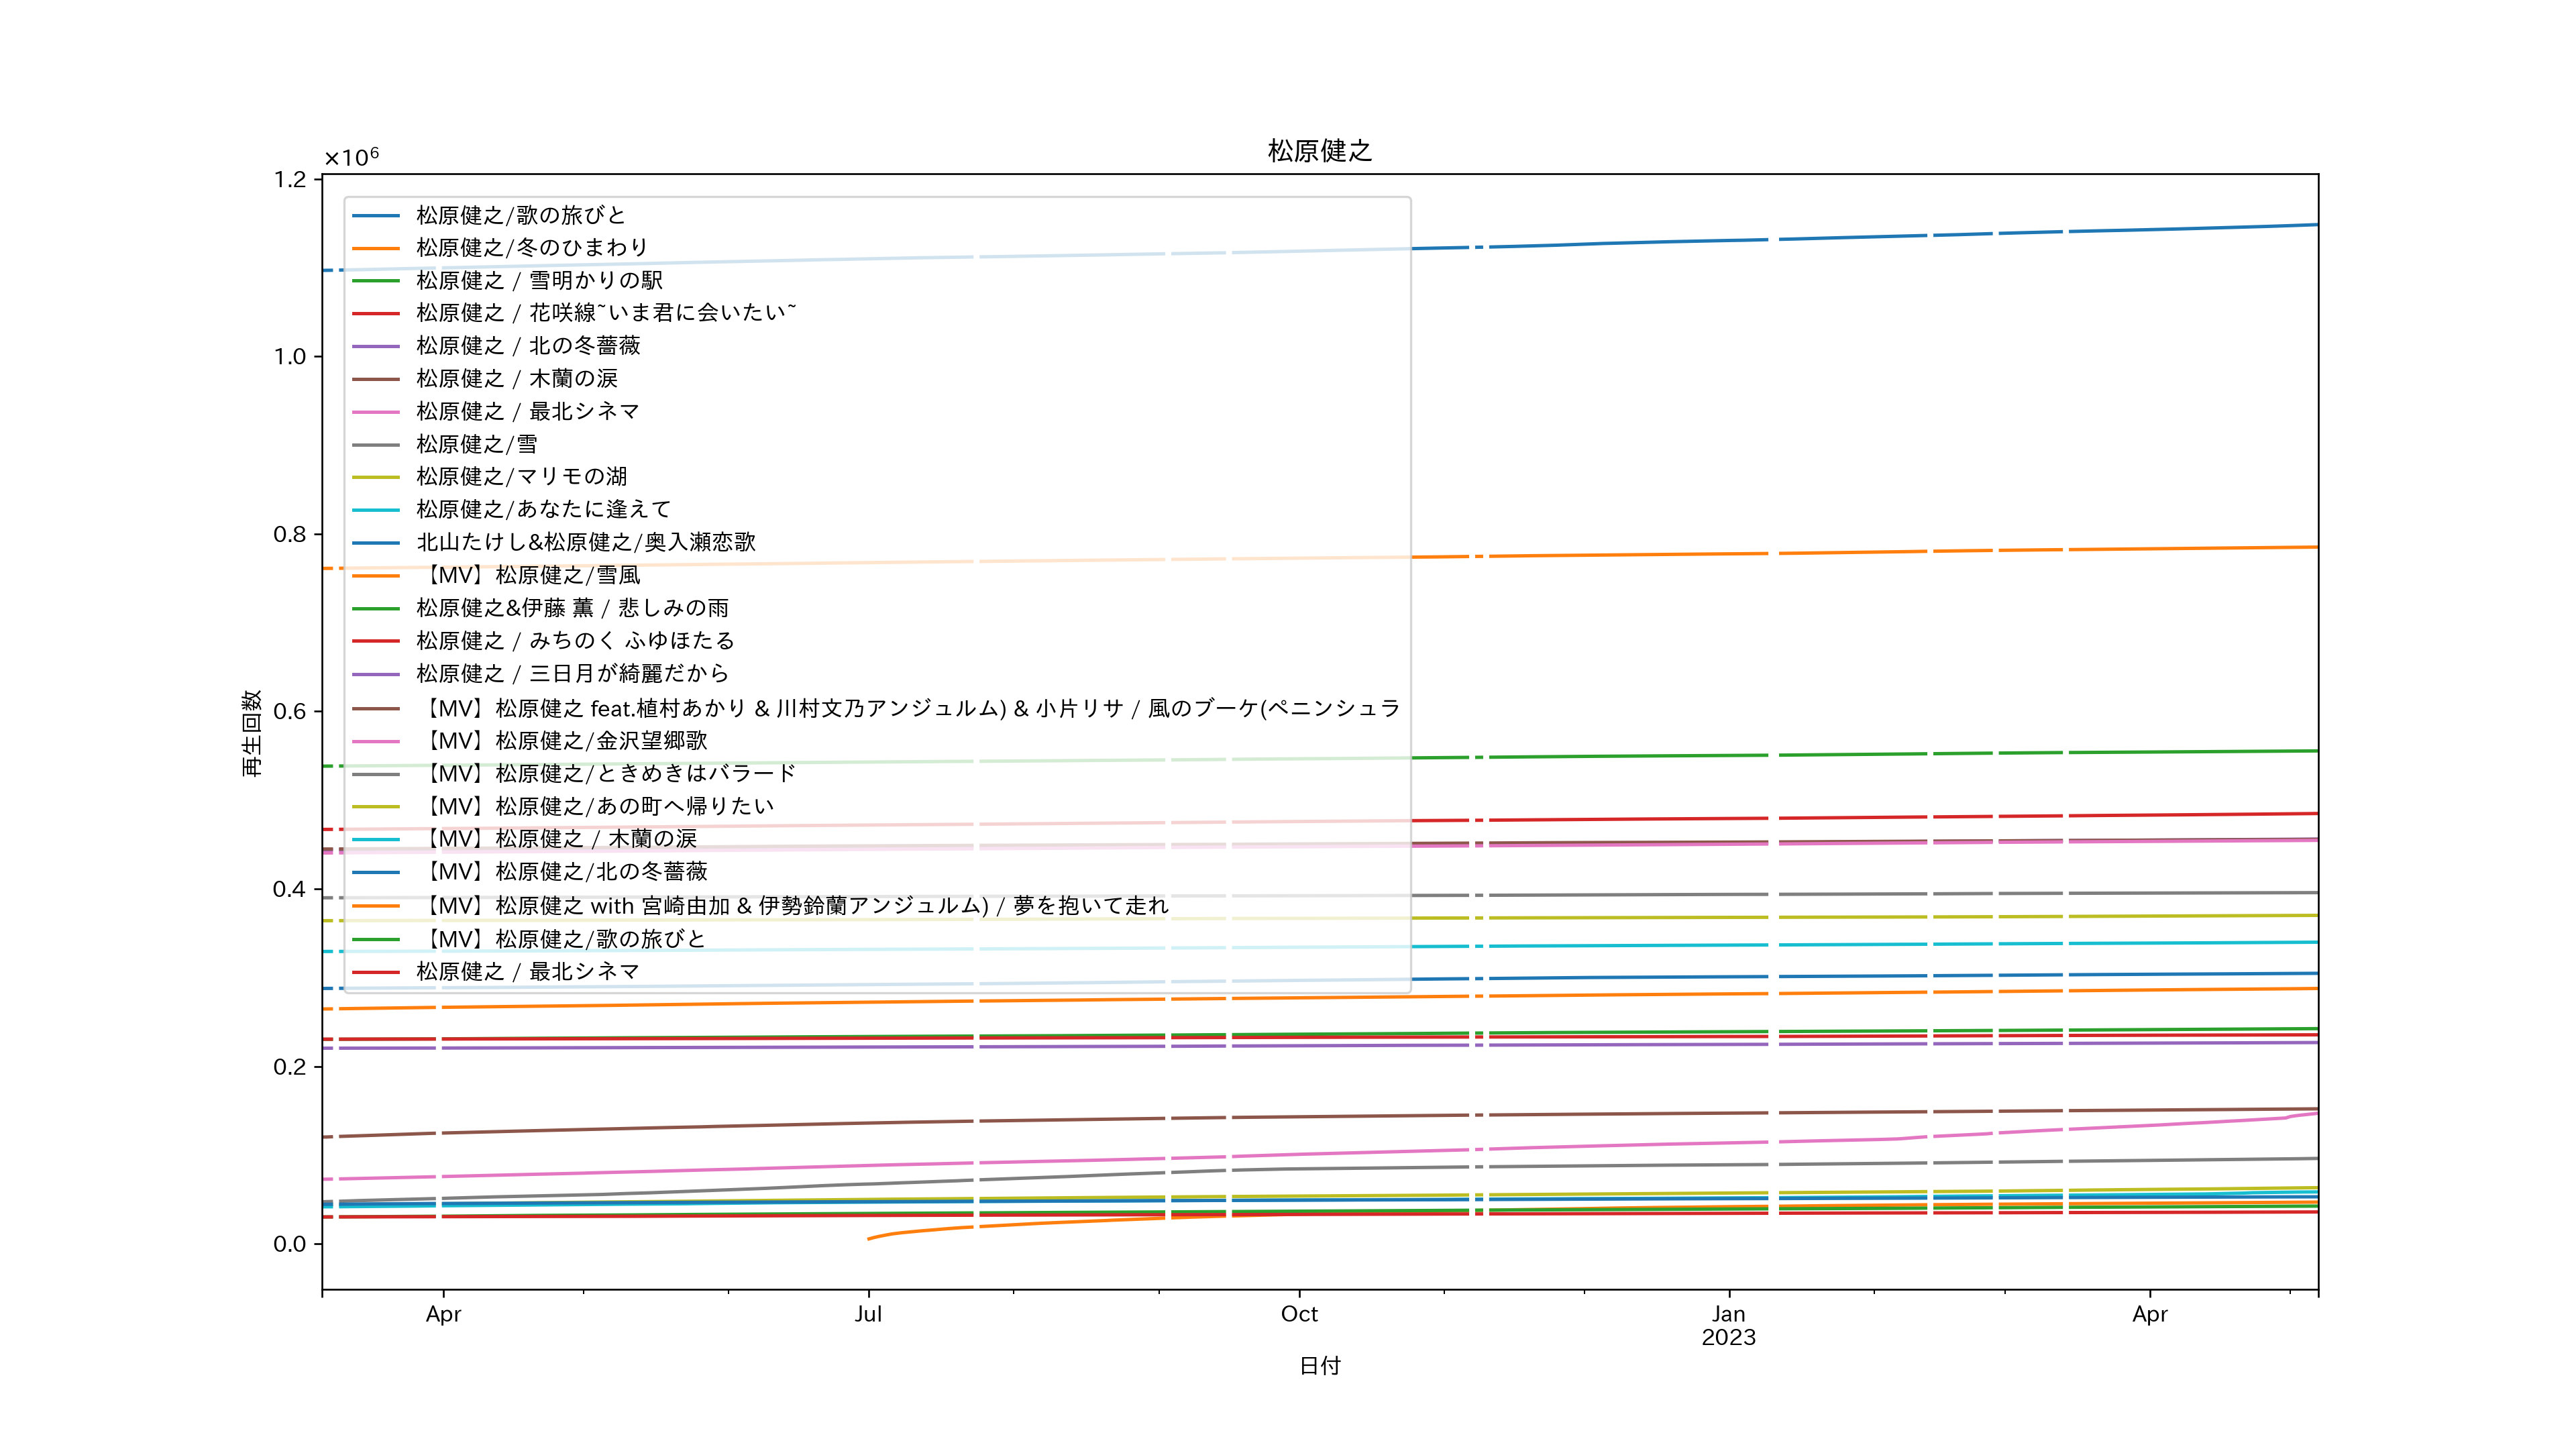 松原健之
×10⁶
1.2
1.0
0.8
0.6
0.4
0.2
0.0
再生回数
松原健之/歌の旅びと
松原健之/冬のひまわり
松原健之 / 雪明かりの駅
松原健之 / 花咲線~いま君に会いたい~
松原健之 / 北の冬薔薇
松原健之 / 木蘭の涙
松原健之 / 最北シネマ
松原健之/雪
松原健之/マリモの湖
松原健之/あなたに逢えて
北山たけし&松原健之/奥入瀬恋歌
【MV】松原健之/雪風
松原健之&伊藤 薫 / 悲しみの雨
松原健之 / みちのく ふゆほたる
松原健之 / 三日月が綺麗だから
【MV】松原健之 feat.植村あかり & 川村文乃アンジュルム) & 小片リサ / 風のブーケ(ペニンシュラ
【MV】松原健之/金沢望郷歌
【MV】松原健之/ときめきはバラード
【MV】松原健之/あの町へ帰りたい
【MV】松原健之 / 木蘭の涙
【MV】松原健之/北の冬薔薇
【MV】松原健之 with 宮崎由加 & 伊勢鈴蘭アンジュルム) / 夢を抱いて走れ
【MV】松原健之/歌の旅びと
松原健之 / 最北シネマ
Apr
Jul
Oct
Jan
2023
Apr
日付